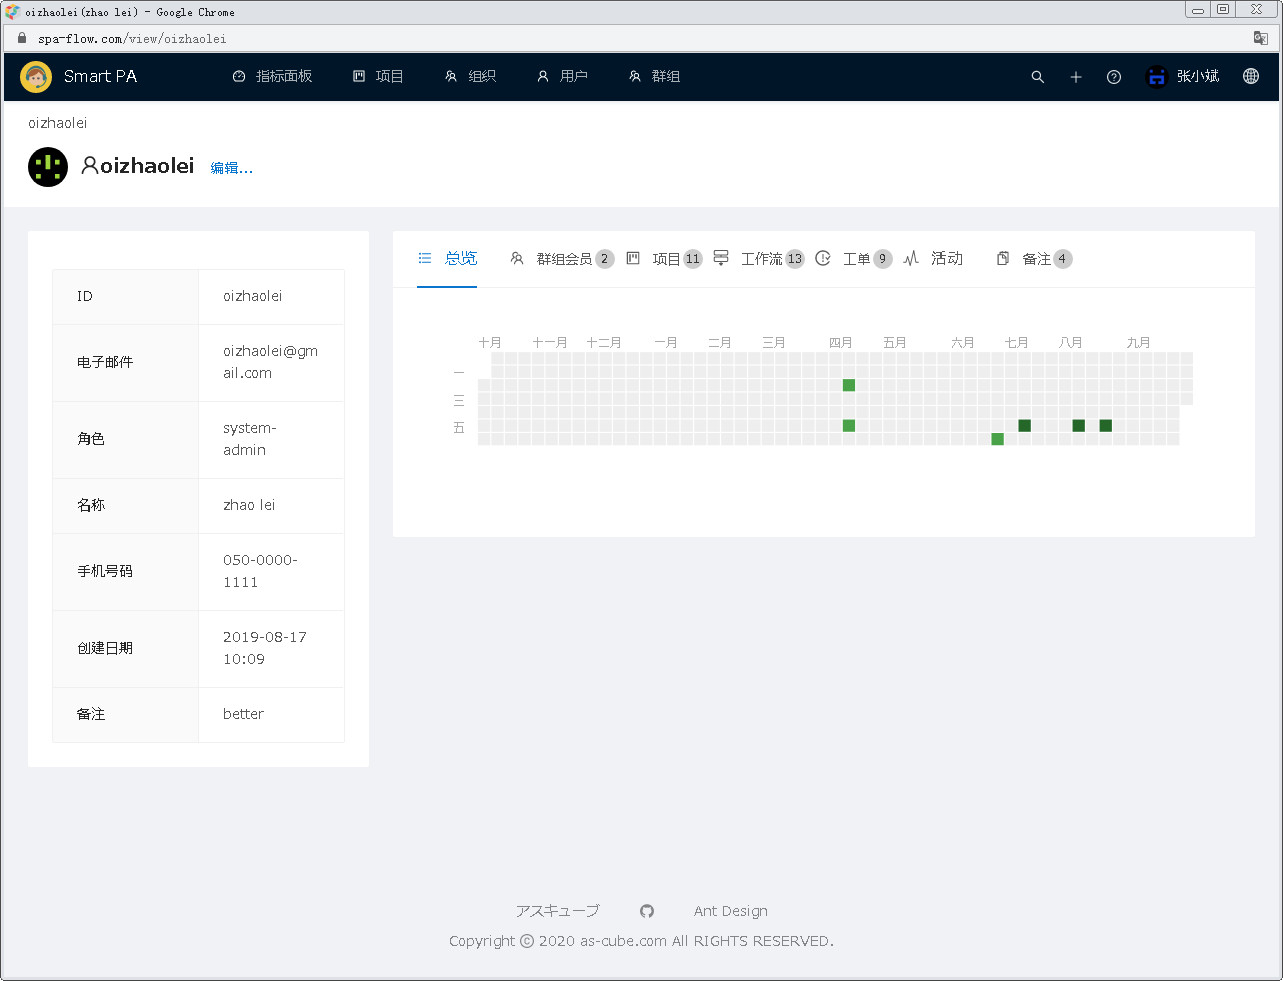 oizhaolei(zhao lei) - Google Chrome
spa-flow.com/view/oizhaolei
Smart PA 指标面板 项目 组织 用户 群组 张小斌
oizhaolei
oizhaolei 编辑...
总览 群组会员 2 项目 11 工作流 13 工单 9 活动 备注 4
ID oizhaolei
电子邮件 oizhaolei@gm
ail.com
角色 system-
admin
名称 zhao lei
手机号码 050-0000-
1111
创建日期 2019-08-17
10:09
备注 better
十月 十一月 十二月 一月 二月 三月 四月 五月 六月 七月 八月 九月
一
三
五
アスキューブ Ant Design
Copyright © 2020 as-cube.com All RIGHTS RESERVED.